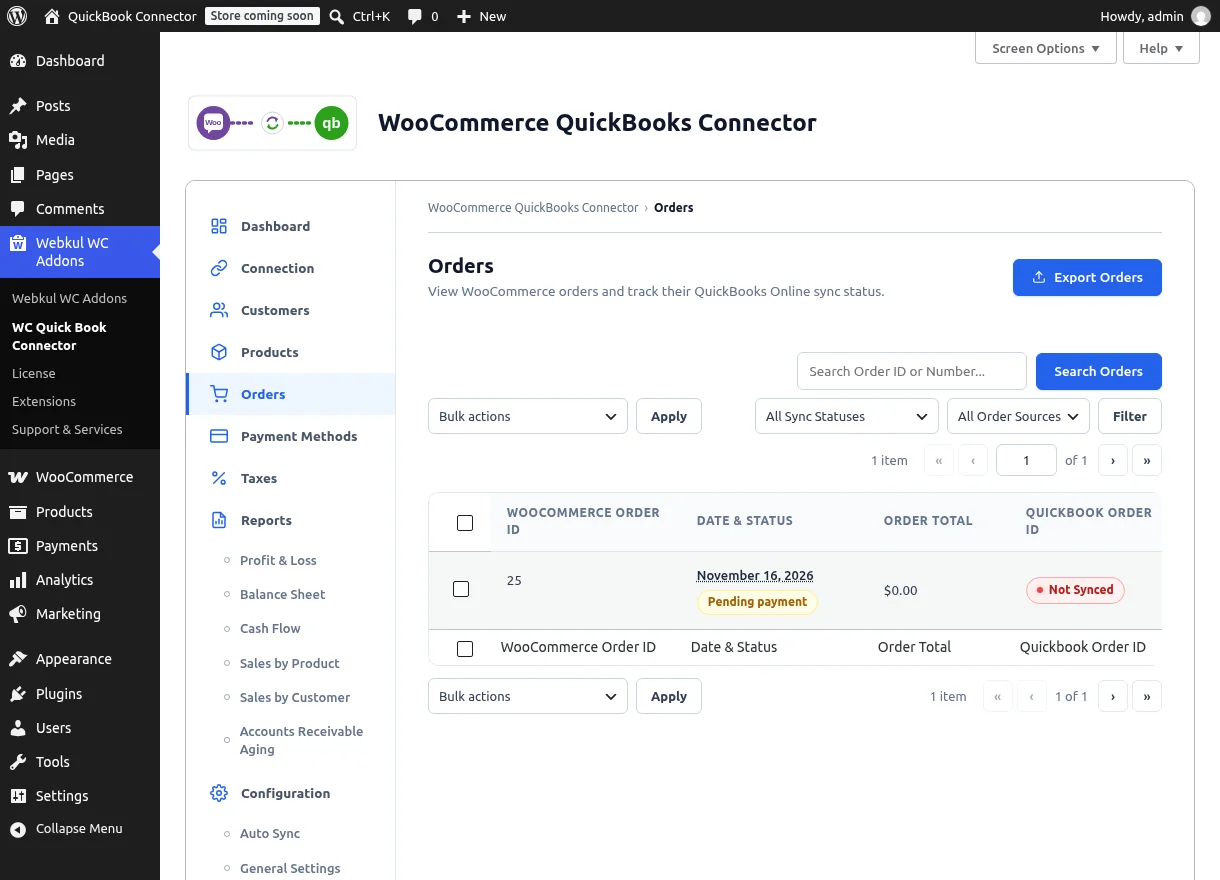 QuickBook Connector
Store coming soon
Ctrl+K
0
New
Howdy, admin
Screen Options
Help
Dashboard
Posts
Media
Pages
Comments
Webkul WC
Addons
Webkul WC Addons
WC Quick Book
Connector
License
Extensions
Support & Services
WooCommerce
Products
Payments
Analytics
Marketing
Appearance
Plugins
Users
Tools
Settings
Collapse Menu
Woo
qb
WooCommerce QuickBooks Connector
Dashboard
Connection
Customers
Products
Orders
Payment Methods
Taxes
Reports
Profit & Loss
Balance Sheet
Cash Flow
Sales by Product
Sales by Customer
Accounts Receivable
Aging
Configuration
Auto Sync
General Settings
WooCommerce QuickBooks Connector › Orders
Orders
View WooCommerce orders and track their QuickBooks Online sync status.
Export Orders
Search Order ID or Number...
Search Orders
Bulk actions
Apply
All Sync Statuses
All Order Sources
Filter
1 item
«
‹
1
of 1
›
»
WOOCOMMERCE ORDER
ID
DATE & STATUS
ORDER TOTAL
QUICKBOOK ORDER
ID
25
November 16, 2026
Pending payment
$0.00
Not Synced
WooCommerce Order ID
Date & Status
Order Total
Quickbook Order ID
Bulk actions
Apply
1 item
«
‹
1 of 1
›
»